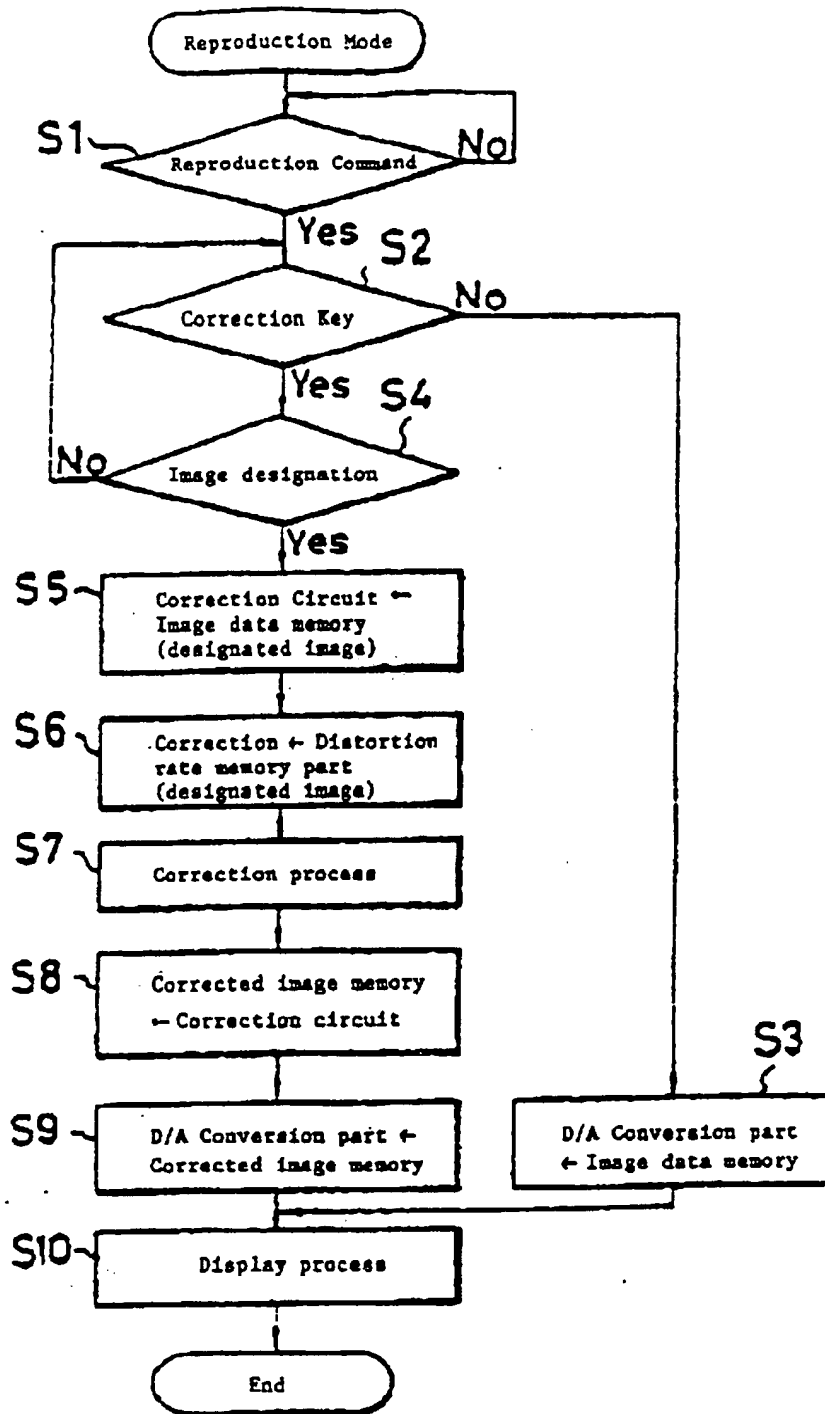 Reproduction Mode
S1
Reproduction Command
No
Yes
S2
Correction Key
No
Yes
S4
Image designation
No
Yes
S5
Correction Circuit ←
Image data memory
(designated image)
S6
Correction ← Distortion
rate memory part
(designated image)
S7
Correction process
S8
Corrected image memory
← Correction circuit
S3
S9
D/A Conversion part ←
Corrected image memory
D/A Conversion part
← Image data memory
S10
Display process
End